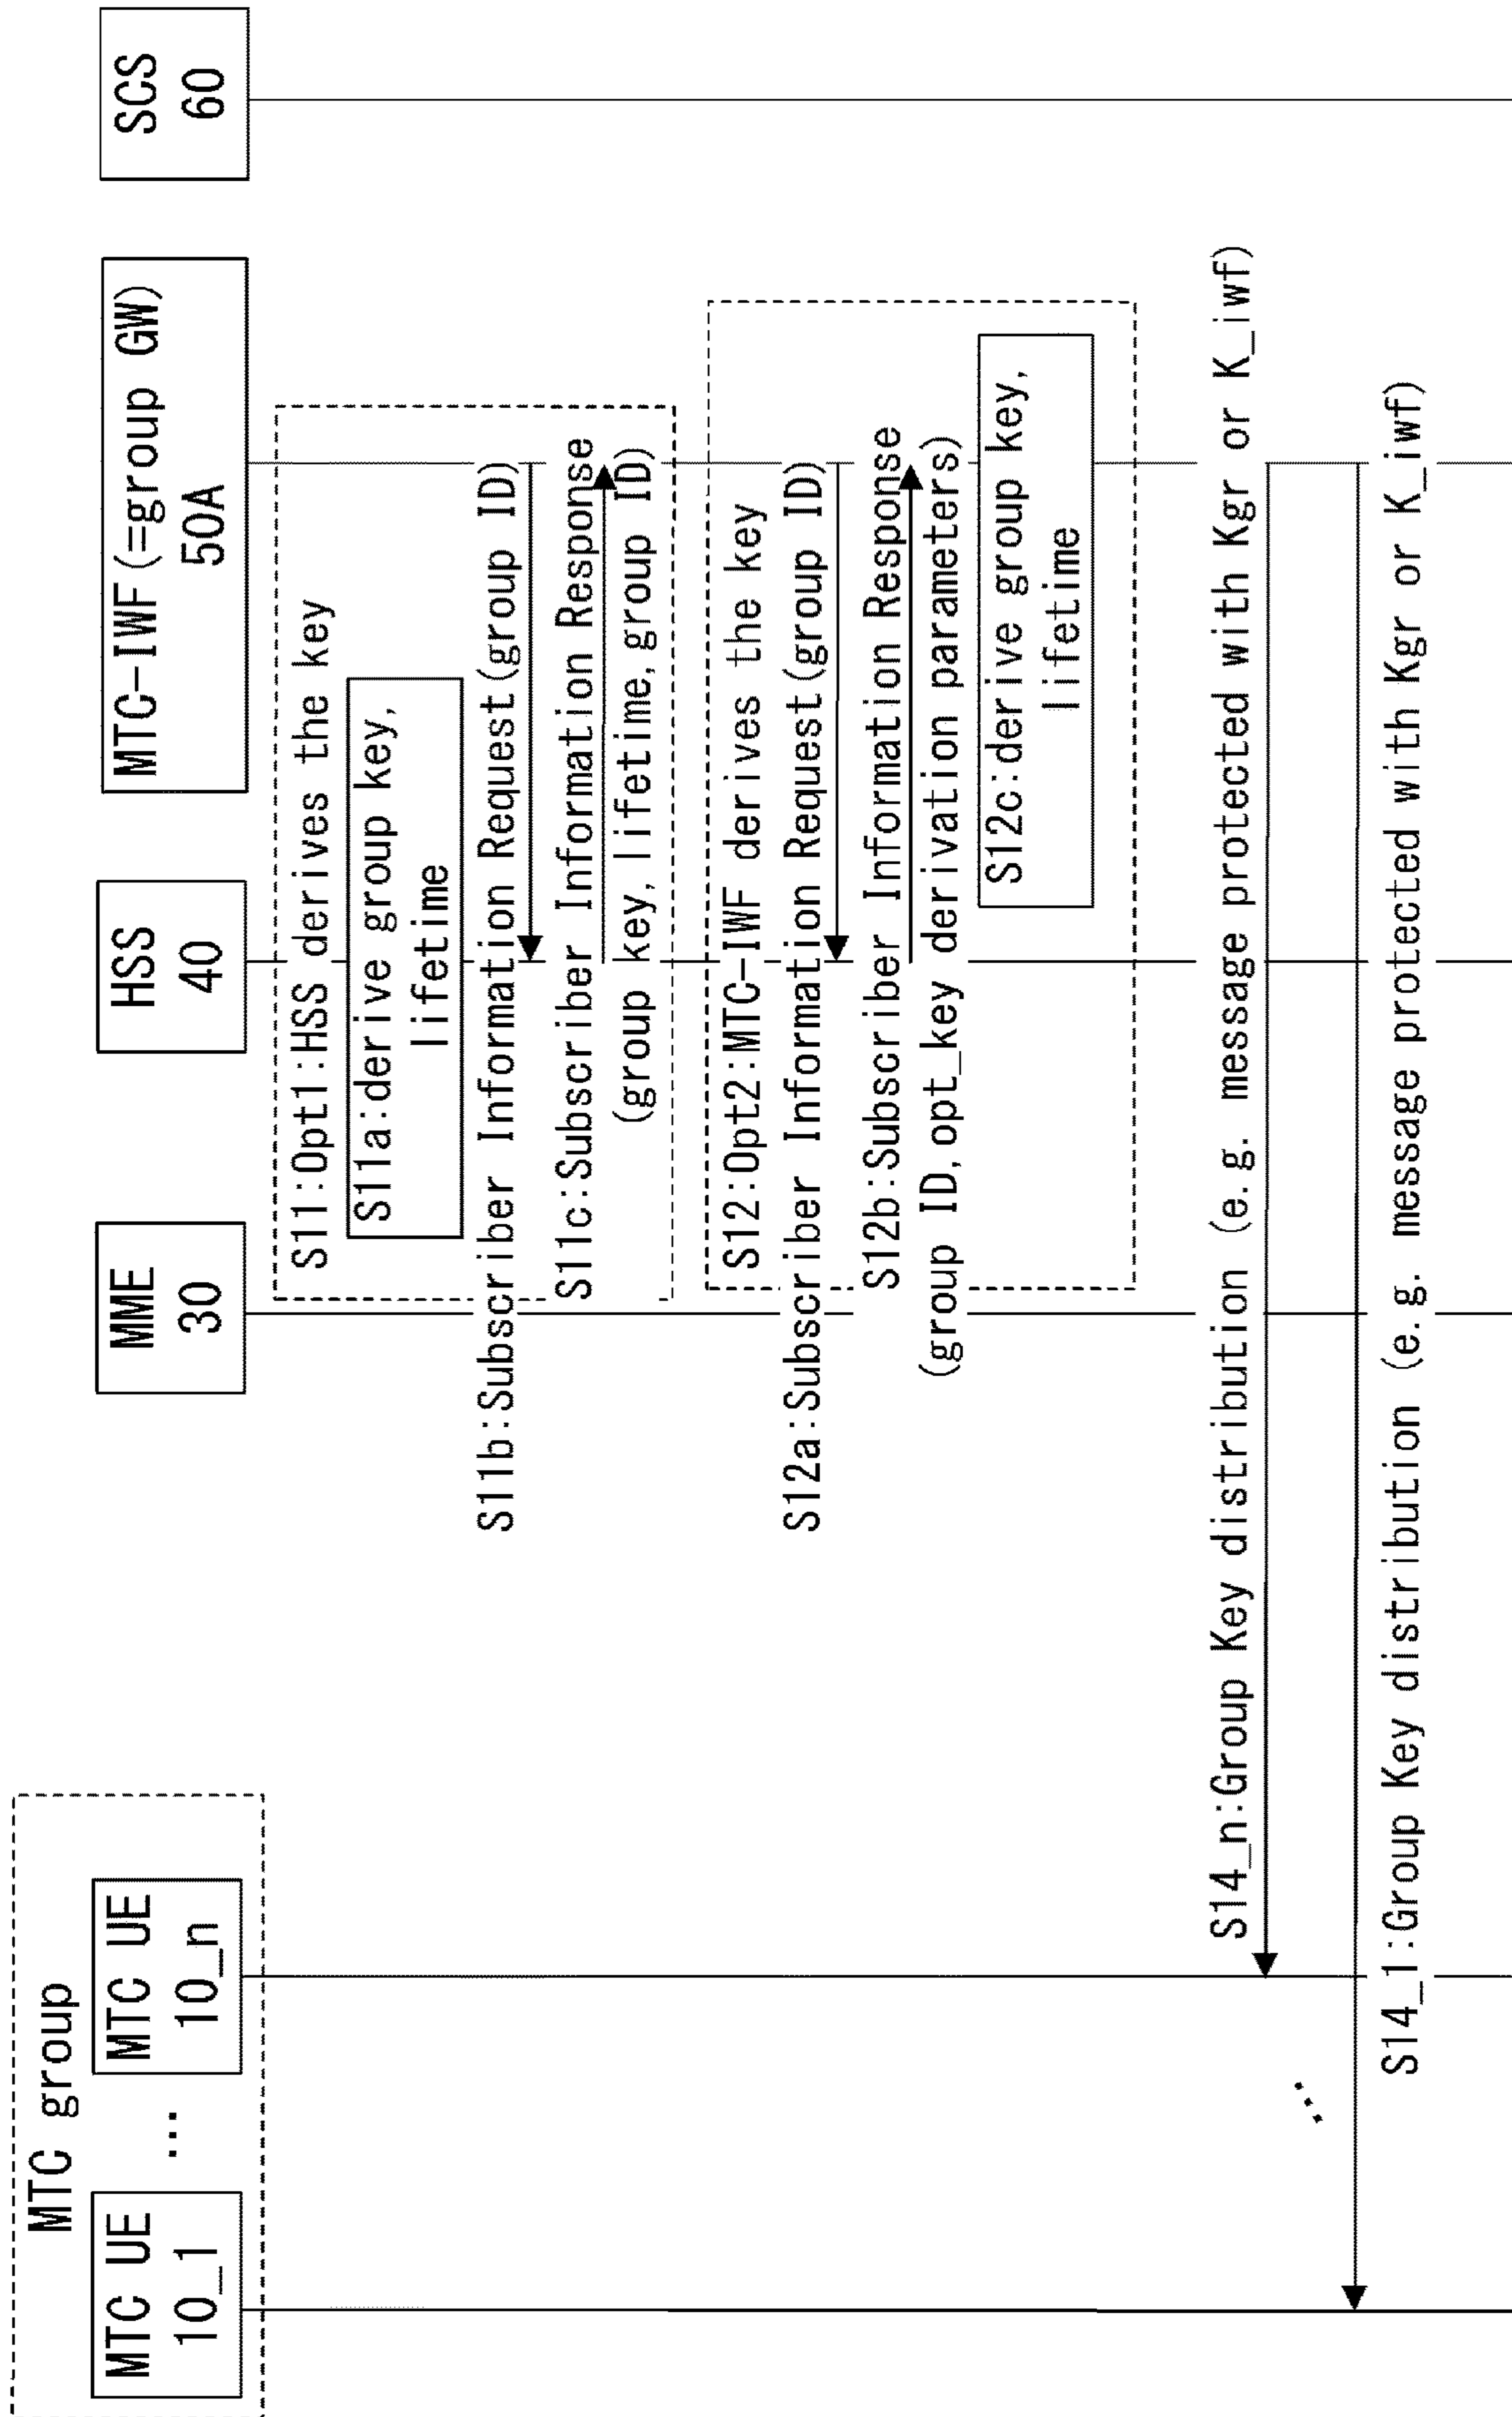 MTC group
MTC UE
10_1
...
MTC UE
10_n
MME
30
HSS
40
MTC-IWF(=group GW)
50A
SCS
60
S11:Opt1:HSS derives the key
S11a:derive group key,
lifetime
S11b:Subscriber Information Request(group ID)
S11c:Subscriber Information Response
(group key,lifetime,group ID)
S12:Opt2:MTC-IWF derives the key
S12a:Subscriber Information Request(group ID)
S12b:Subscriber Information Response
(group ID,opt_key derivation parameters)
S12c:derive group key,
lifetime
S14_n:Group Key distribution (e.g. message protected with Kgr or K_iwf)
...
S14_1:Group Key distribution (e.g. message protected with Kgr or K_iwf)